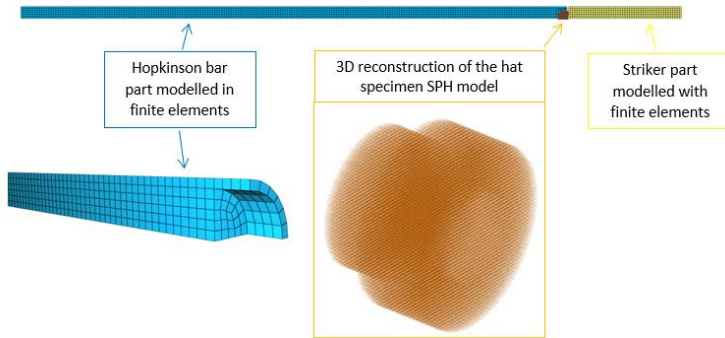 Hopkinson bar
part modelled in
finite elements
3D reconstruction of the hat
specimen SPH model
Striker part
modelled with
finite elements